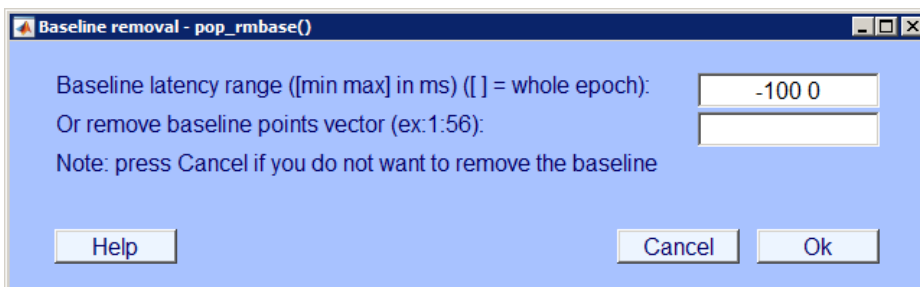 Baseline removal - pop_rmbase()
Baseline latency range ([min max] in ms) ([ ] = whole epoch): -100 0
Or remove baseline points vector (ex:1:56):
Note: press Cancel if you do not want to remove the baseline
Help Cancel Ok